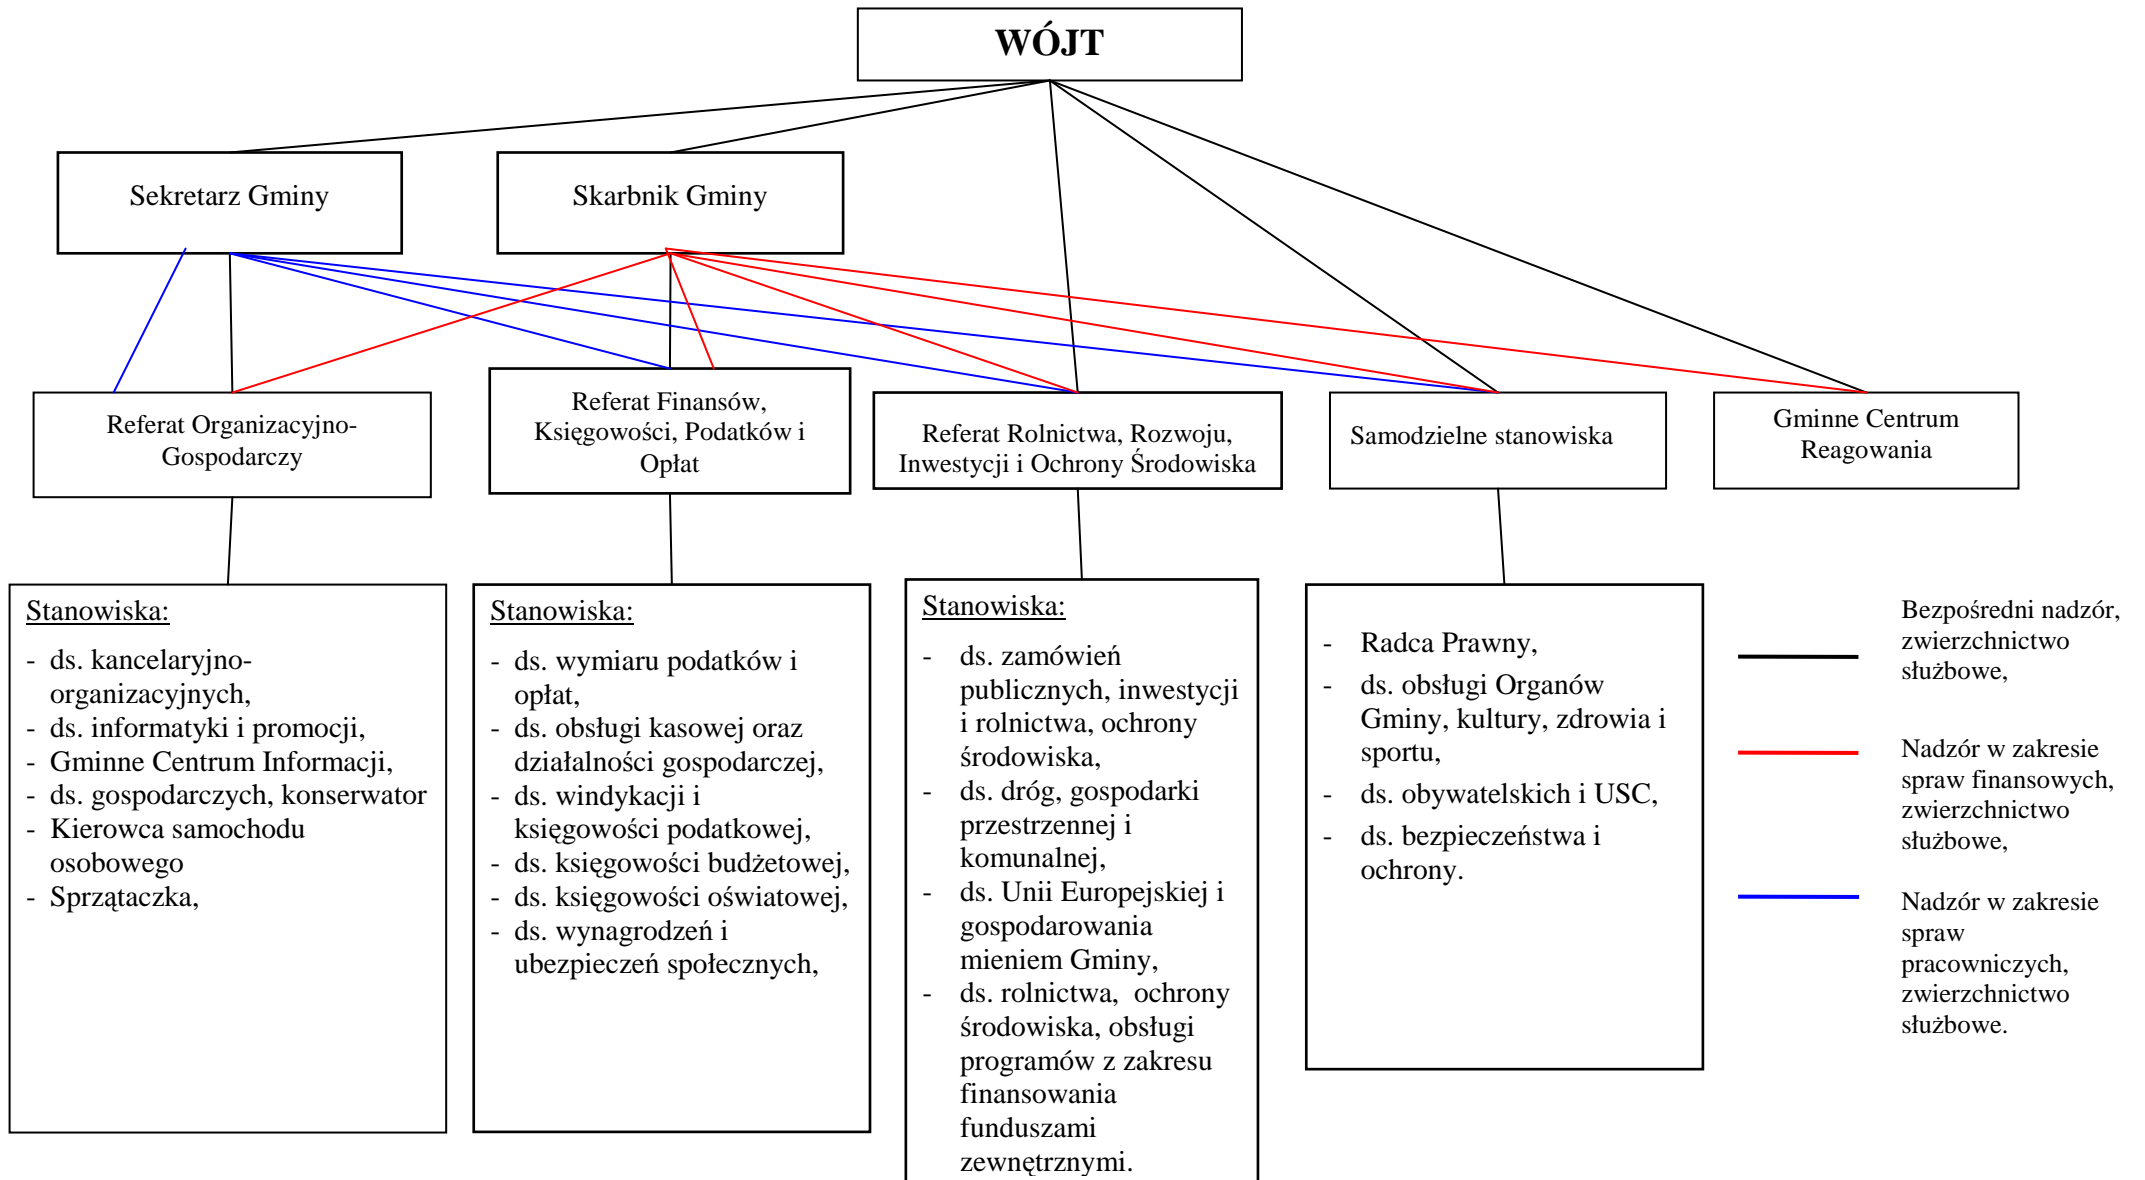 WÓJT
Sekretarz Gminy
Skarbnik Gminy
Referat Organizacyjno-
Gospodarczy
Referat Finansów,
Księgowości, Podatków i
Opłat
Referat Rolnictwa, Rozwoju,
Inwestycji i Ochrony Środowiska
Samodzielne stanowiska
Gminne Centrum
Reagowania
Stanowiska:
- ds. kancelaryjno-
organizacyjnych,
- ds. informatyki i promocji,
- Gminne Centrum Informacji,
- ds. gospodarczych, konserwator
- Kierowca samochodu
osobowego
- Sprzątaczka,
Stanowiska:
- ds. wymiaru podatków i
opłat,
- ds. obsługi kasowej oraz
działalności gospodarczej,
- ds. windykacji i
księgowości podatkowej,
- ds. księgowości budżetowej,
- ds. księgowości oświatowej,
- ds. wynagrodzeń i
ubezpieczeń społecznych,
Stanowiska:
- ds. zamówień
publicznych, inwestycji
i rolnictwa, ochrony
środowiska,
- ds. dróg, gospodarki
przestrzennej i
komunalnej,
- ds. Unii Europejskiej i
gospodarowania
mieniem Gminy,
- ds. rolnictwa, ochrony
środowiska, obsługi
programów z zakresu
finansowania
funduszami
zewnętrznymi.
- Radca Prawny,
- ds. obsługi Organów
Gminy, kultury, zdrowia i
sportu,
- ds. obywatelskich i USC,
- ds. bezpieczeństwa i
ochrony.
Bezpośredni nadzór,
zwierzchnictwo
służbowe,
Nadzór w zakresie
spraw finansowych,
zwierzchnictwo
służbowe,
Nadzór w zakresie
spraw
pracowniczych,
zwierzchnictwo
służbowe.